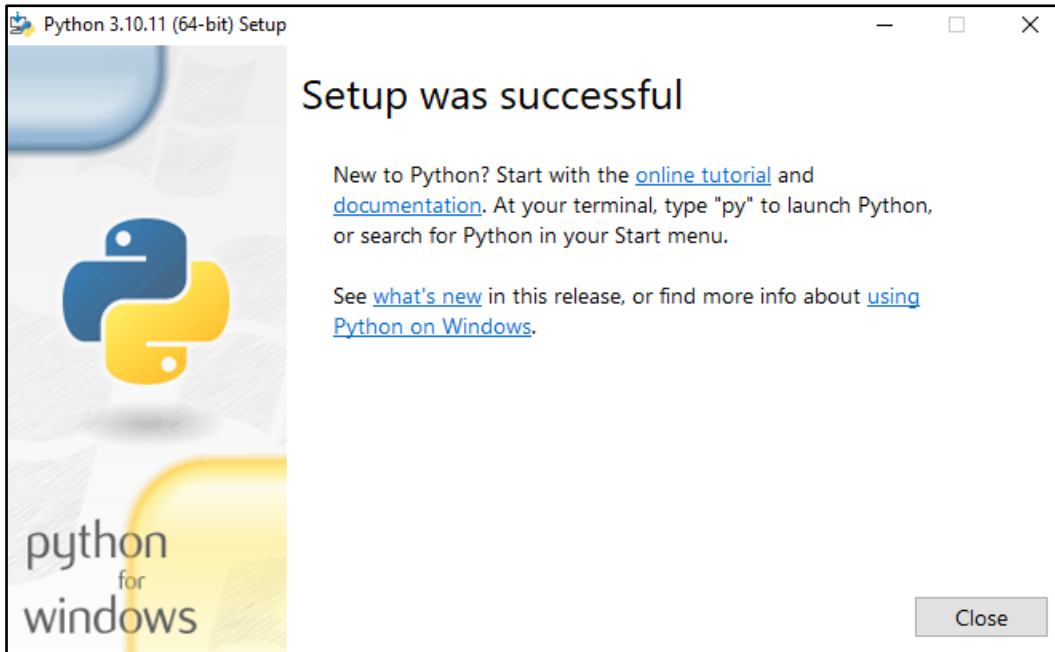 Python 3.10.11 (64-bit) Setup
Setup was successful
New to Python? Start with the online tutorial and
documentation. At your terminal, type "py" to launch Python,
or search for Python in your Start menu.
See what's new in this release, or find more info about using
Python on Windows.
python
for
windows
Close